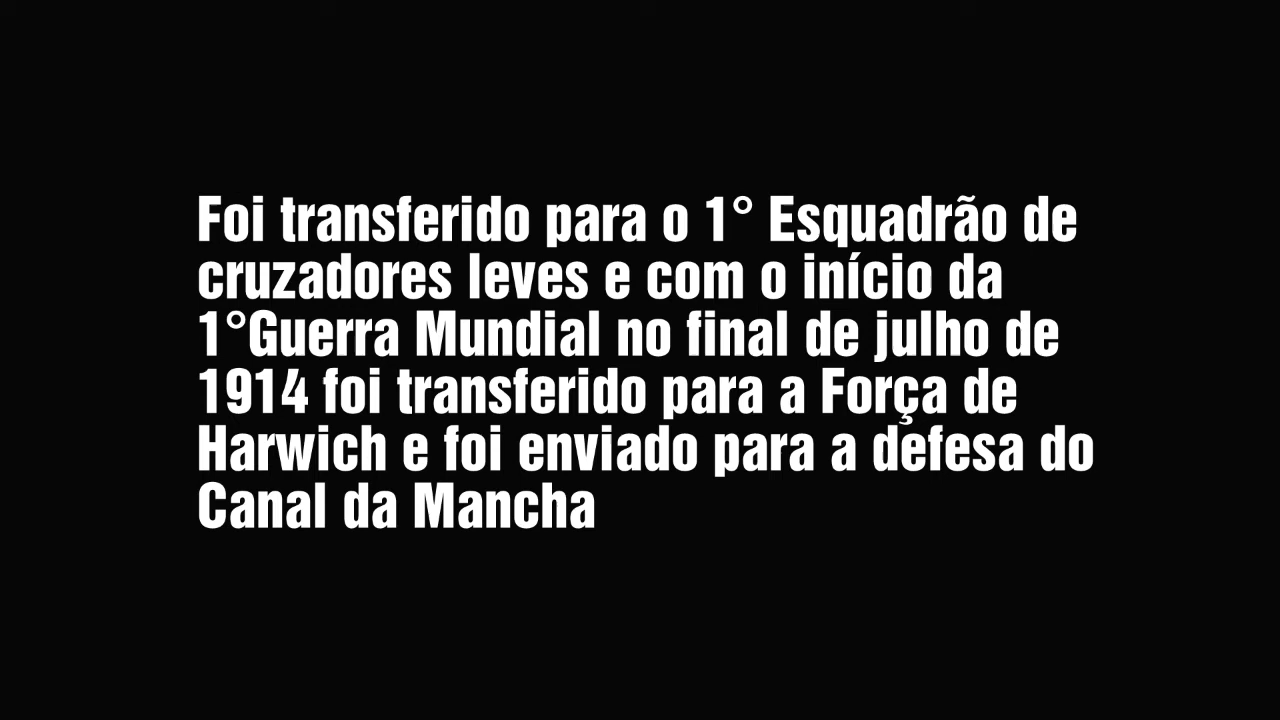 Foi transferido para o 1° Esquadrão de
cruzadores leves e com o início da
1°Guerra Mundial no final de julho de
1914 foi transferido para a Força de
Harwich e foi enviado para a defesa do
Canal da Mancha